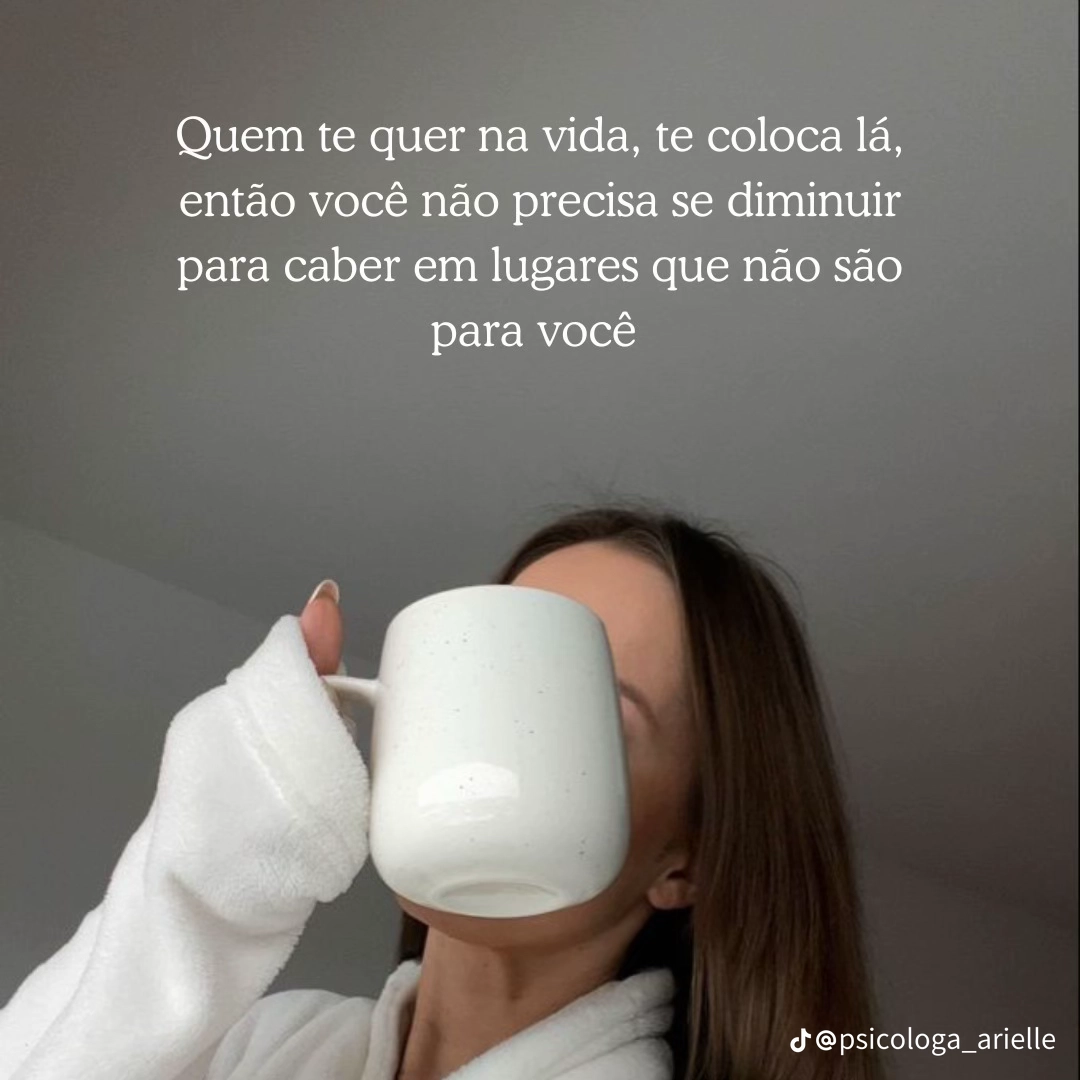 Quem te quer na vida, te coloca lá,
então você não precisa se diminuir
para caber em lugares que não são
para você
@psicologa_arielle